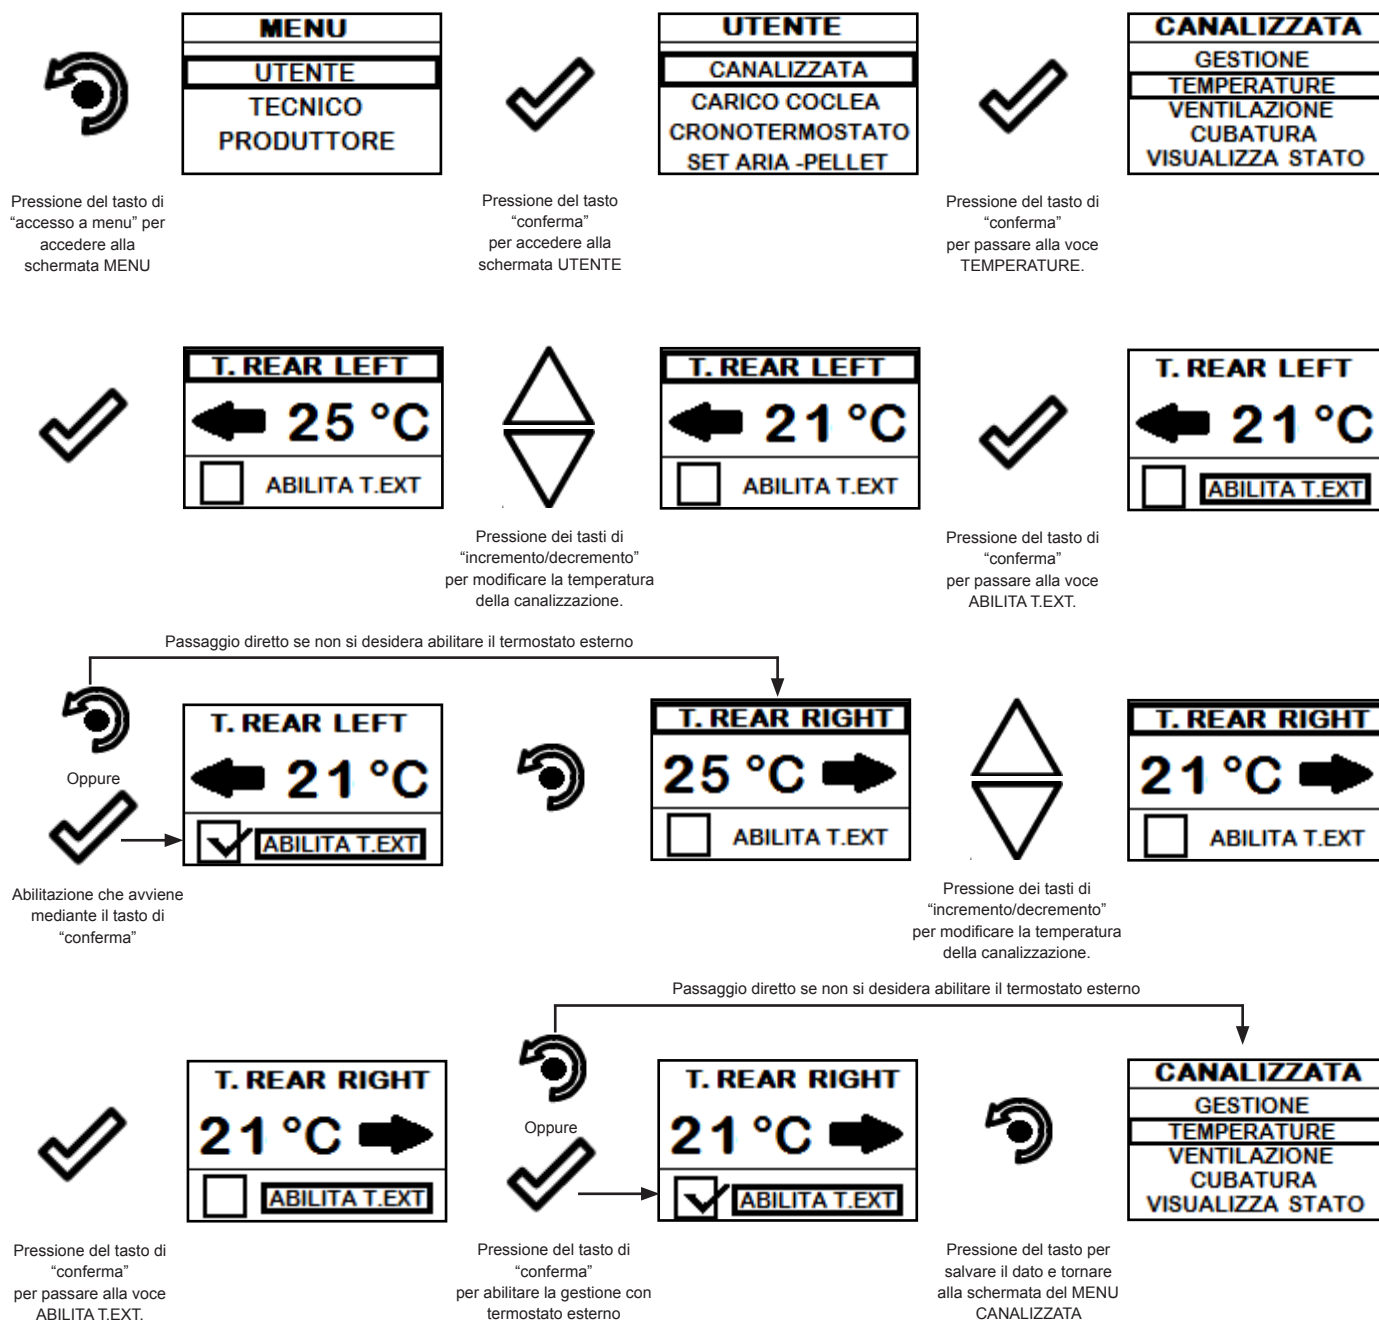 MENU
UTENTE
TECNICO
PRODUTTORE
UTENTE
CANALIZZATA
CARICO COCLEA
CRONOTERMOSTATO
SET ARIA -PELLET
CANALIZZATA
GESTIONE
TEMPERATURE
VENTILAZIONE
CUBATURA
VISUALIZZA STATO
Pressione del tasto di
“accesso a menu” per
accedere alla
schermata MENU
Pressione del tasto
“conferma”
per accedere alla
schermata UTENTE
Pressione del tasto di
“conferma”
per passare alla voce
TEMPERATURE.
T. REAR LEFT
25 °C
ABILITA T.EXT
T. REAR LEFT
21 °C
ABILITA T.EXT
T. REAR LEFT
21 °C
ABILITA T.EXT
Pressione dei tasti di
“incremento/decremento”
per modificare la temperatura
della canalizzazione.
Pressione del tasto di
“conferma”
per passare alla voce
ABILITA T.EXT.
Passaggio diretto se non si desidera abilitare il termostato esterno
Oppure
T. REAR LEFT
21 °C
ABILITA T.EXT
T. REAR RIGHT
25 °C
ABILITA T.EXT
T. REAR RIGHT
21 °C
ABILITA T.EXT
Abilitazione che avviene
mediante il tasto di
“conferma”
Pressione dei tasti di
“incremento/decremento”
per modificare la temperatura
della canalizzazione.
Passaggio diretto se non si desidera abilitare il termostato esterno
T. REAR RIGHT
21 °C
ABILITA T.EXT
Oppure
T. REAR RIGHT
21 °C
ABILITA T.EXT
CANALIZZATA
GESTIONE
TEMPERATURE
VENTILAZIONE
CUBATURA
VISUALIZZA STATO
Pressione del tasto di
“conferma”
per passare alla voce
ABILITA T.EXT.
Pressione del tasto di
“conferma”
per abilitare la gestione con
termostato esterno
Pressione del tasto per
salvare il dato e tornare
alla schermata del MENU
CANALIZZATA